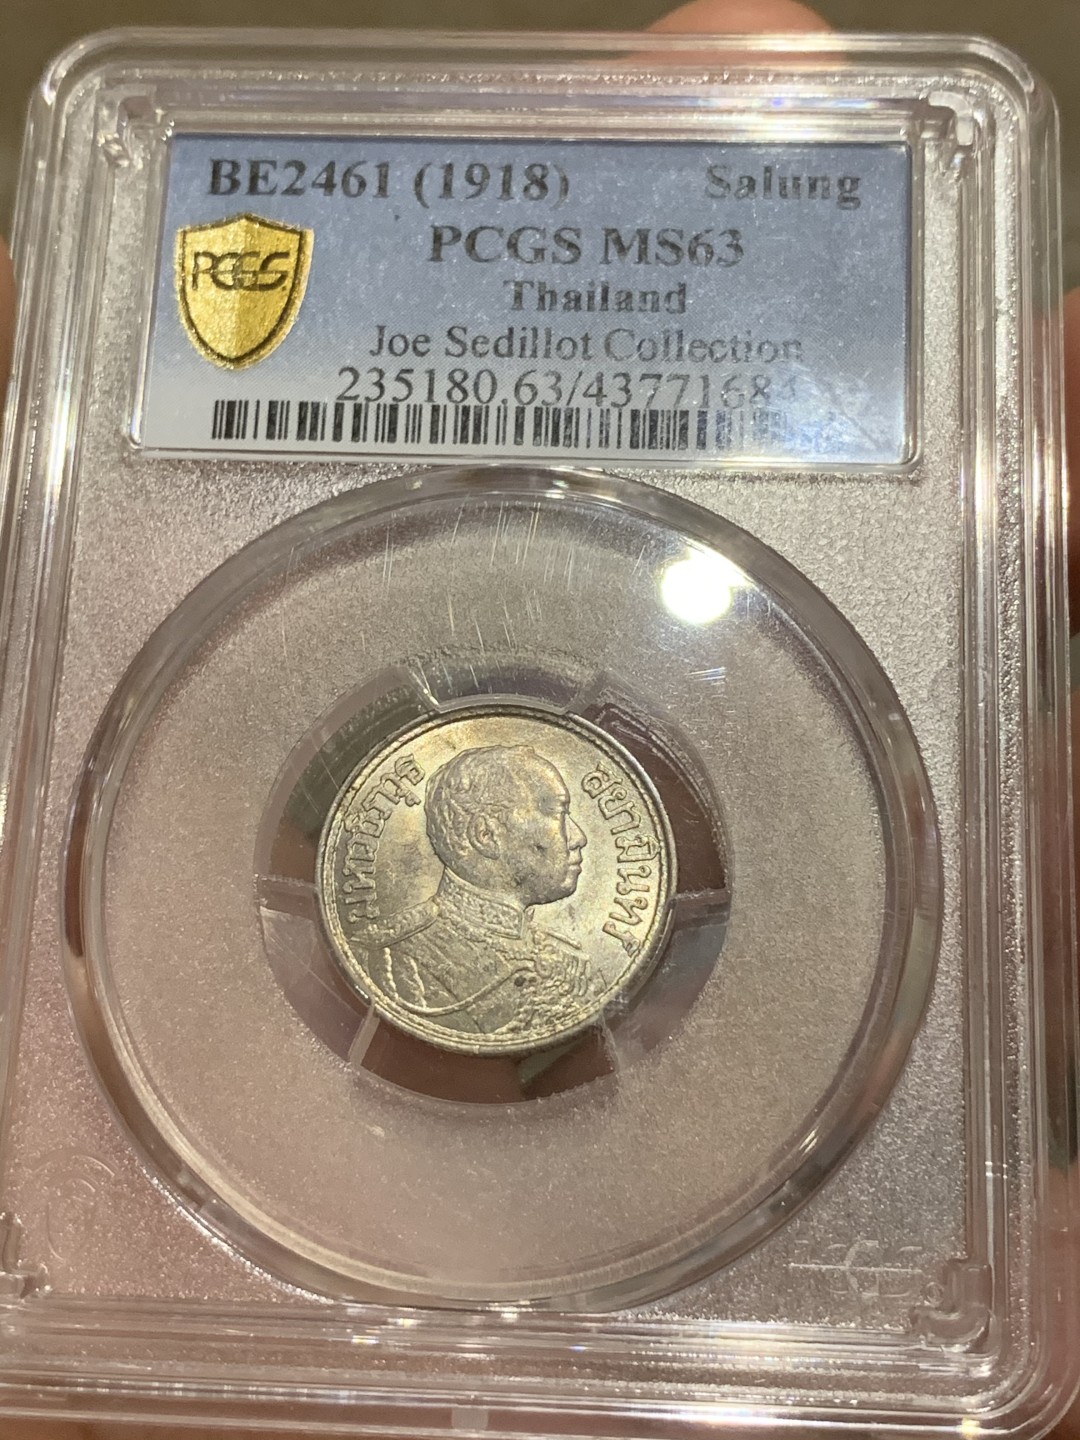 BE2461 (1918) Salung
PCGS MS63
PCGS
Thailand
Joe Sedillot Collection
235180.63/43771684
มหาวชิราวุธ
สยามินทร์